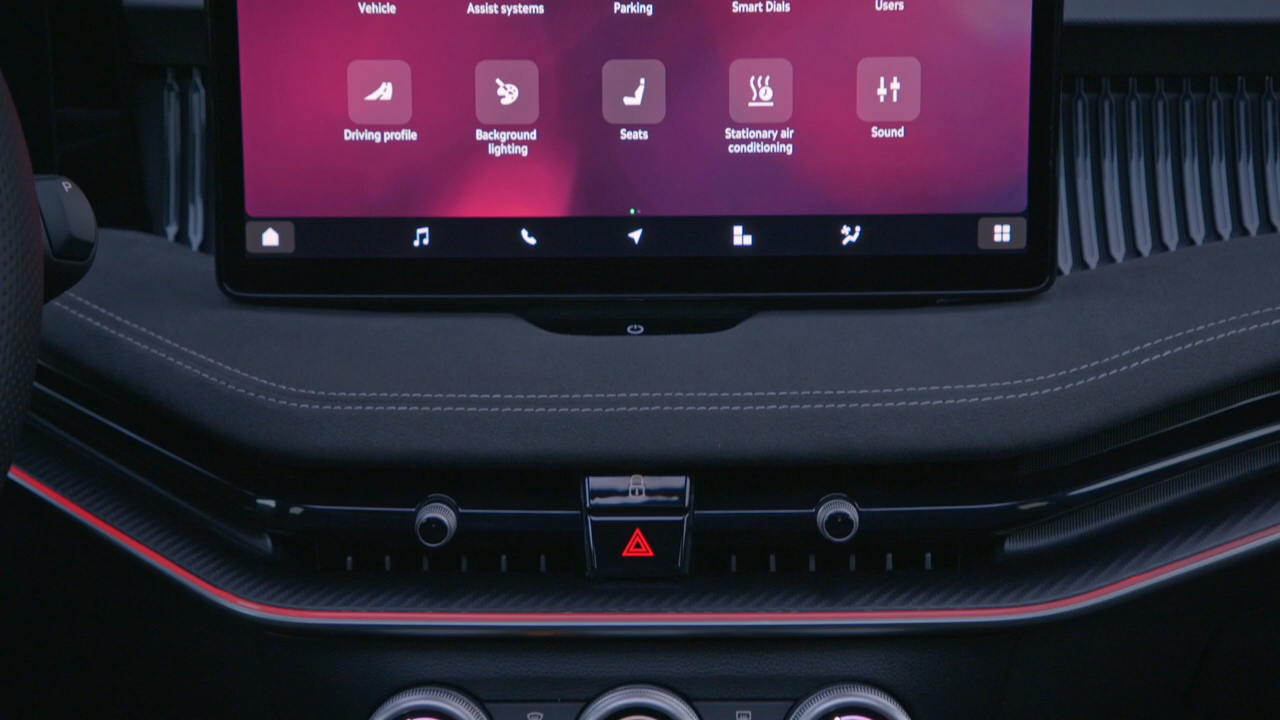 Vehicle
Assist systems
Parking
Smart Dials
Users
Driving profile
Background
lighting
Seats
Stationary air
conditioning
Sound
P